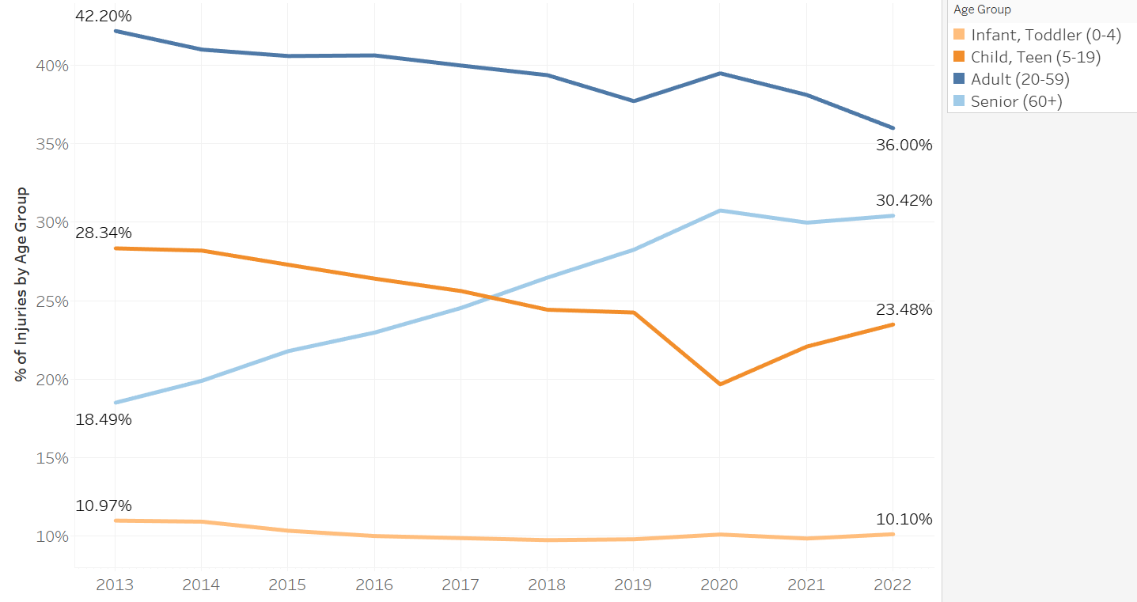 42.20%
40%
35%
30%
25%
20%
15%
10%
% of Injuries by Age Group
36.00%
30.42%
28.34%
23.48%
18.49%
10.97%
10.10%
2013 2014 2015 2016 2017 2018 2019 2020 2021 2022
Age Group
Infant, Toddler (0-4)
Child, Teen (5-19)
Adult (20-59)
Senior (60+)